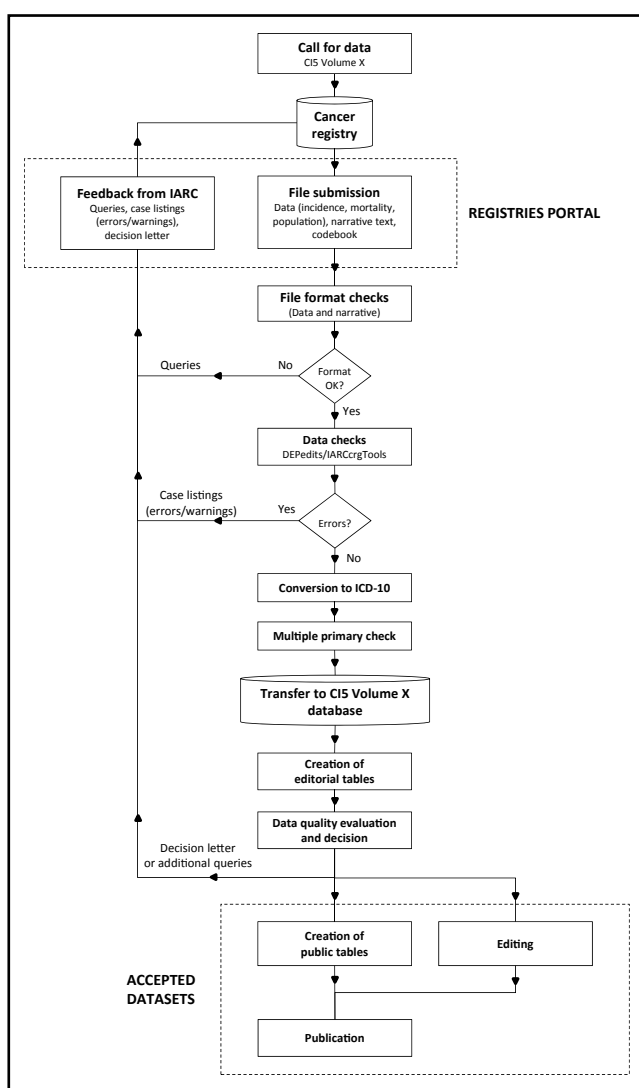 Call for data
CI5 Volume X
Cancer
registry
Feedback from IARC
Queries, case listings
(errors/warnings),
decision letter
File submission
Data (incidence, mortality,
population), narrative text,
codebook
REGISTRIES PORTAL
File format checks
(Data and narrative)
Queries
No
Format
OK?
Yes
Data checks
DEPedits/IARCcrgTools
Case listings
(errors/warnings)
Yes
Errors?
No
Conversion to ICD-10
Multiple primary check
Transfer to CI5 Volume X
database
Creation of
editorial tables
Data quality evaluation
and decision
Decision letter
or additional queries
Creation of
public tables
Editing
ACCEPTED
DATASETS
Publication